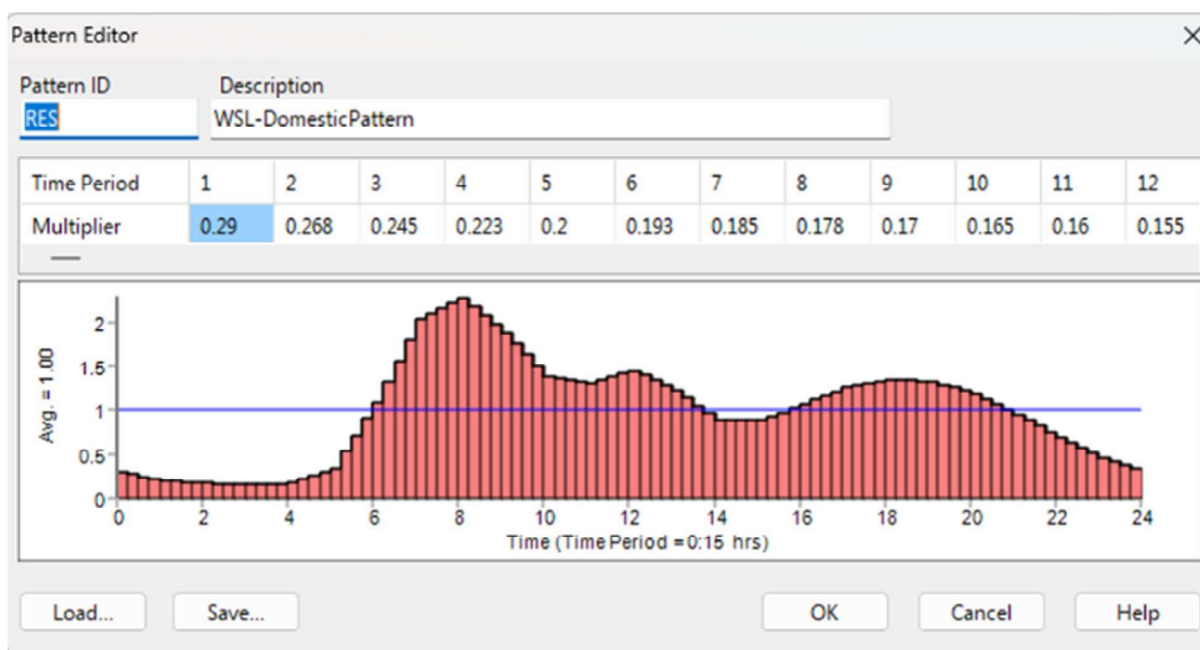 Pattern Editor
Pattern ID Description
RES WSL-DomesticPattern
Time Period 1 2 3 4 5 6 7 8 9 10 11 12
Multiplier 0.29 0.268 0.245 0.223 0.2 0.193 0.185 0.178 0.17 0.165 0.16 0.155
Avg. = 1.00
2
1.5
1
0.5
0
0 2 4 6 8 10 12 14 16 18 20 22 24
Time (Time Period = 0:15 hrs)
Load... Save... OK Cancel Help